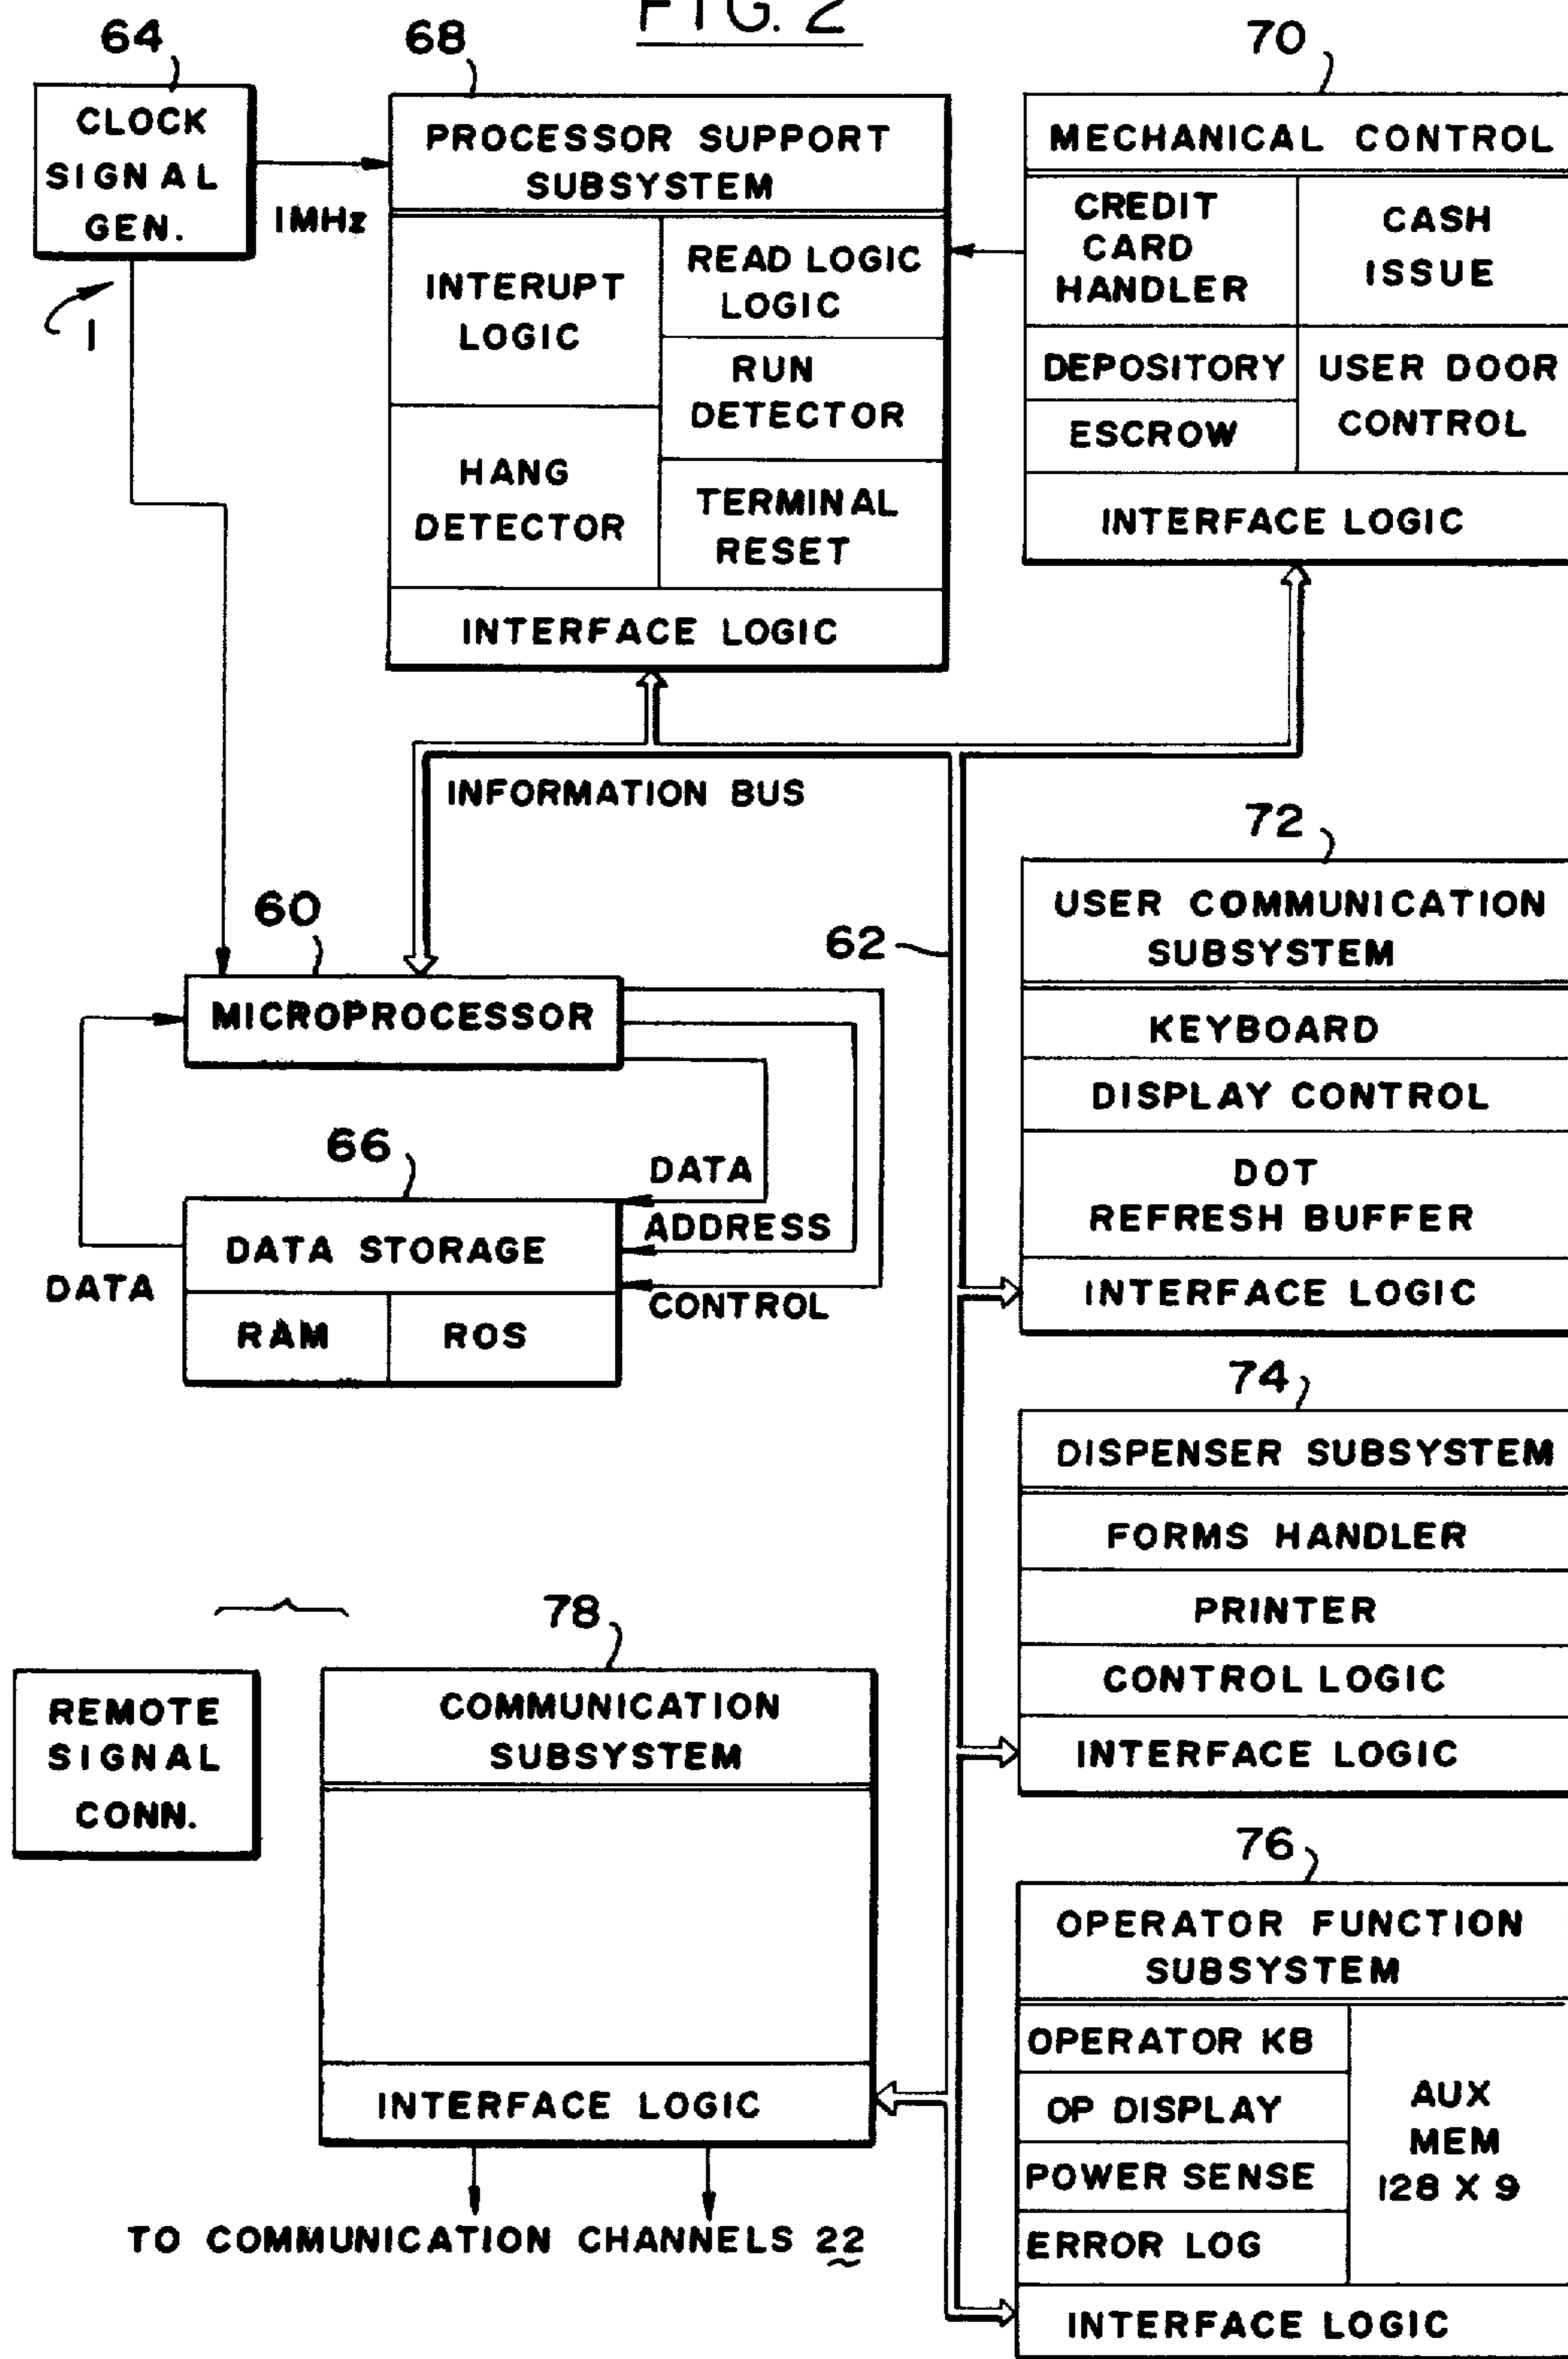 FIG. 2
64
CLOCK
SIGNAL
GEN.
1MHz
1
68
PROCESSOR SUPPORT
SUBSYSTEM
INTERUPT
LOGIC
READ LOGIC
LOGIC
RUN
DETECTOR
HANG
DETECTOR
TERMINAL
RESET
INTERFACE LOGIC
70
MECHANICAL CONTROL
CREDIT
CARD
HANDLER
CASH
ISSUE
DEPOSITORY
ESCROW
USER DOOR
CONTROL
INTERFACE LOGIC
INFORMATION BUS
62
60
MICROPROCESSOR
66
DATA
ADDRESS
CONTROL
DATA STORAGE
DATA
RAM
ROS
72
USER COMMUNICATION
SUBSYSTEM
KEYBOARD
DISPLAY CONTROL
DOT
REFRESH BUFFER
INTERFACE LOGIC
74
DISPENSER SUBSYSTEM
FORMS HANDLER
PRINTER
CONTROL LOGIC
INTERFACE LOGIC
REMOTE
SIGNAL
CONN.
78
COMMUNICATION
SUBSYSTEM
INTERFACE LOGIC
TO COMMUNICATION CHANNELS 22
76
OPERATOR FUNCTION
SUBSYSTEM
OPERATOR KB
OP DISPLAY
POWER SENSE
ERROR LOG
AUX
MEM
128 X 9
INTERFACE LOGIC